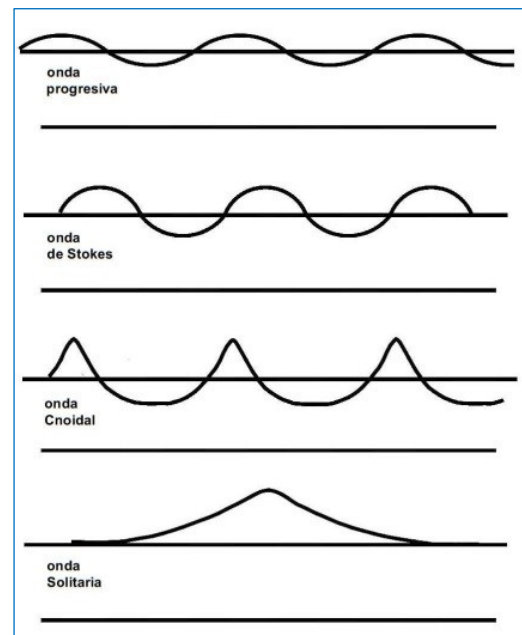 onda
progresiva
onda
de Stokes
onda
Cnoidal
onda
Solitaria